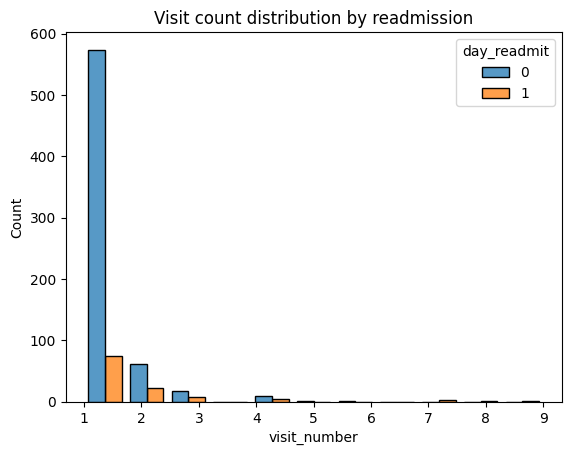 Visit count distribution by readmission
600
500
400
300
200
100
0
Count
day_readmit
0
1
1 2 3 4 5 6 7 8 9
visit_number